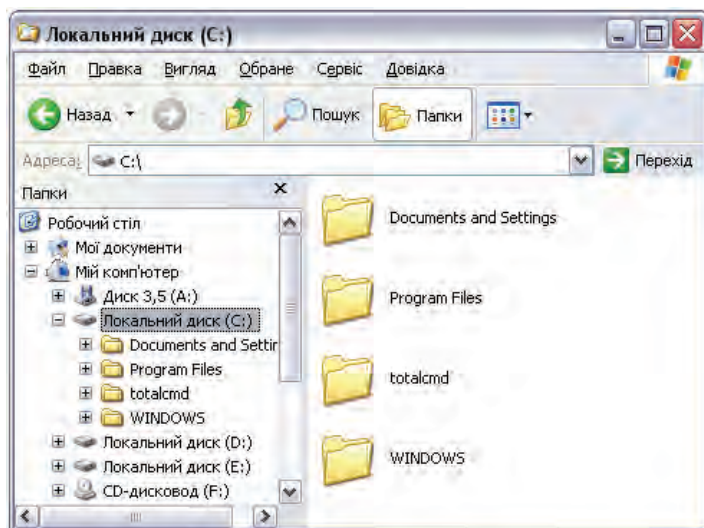 Локальний диск (C:)
Файл Правка Вигляд Обране Сервіс Довідка
Назад Пошук Папки
Адреса: C:\ Перехід
Папки
Робочий стіл
Мої документи
Мій комп'ютер
Диск 3,5 (A:)
Локальний диск (C:)
Documents and Settir
Program Files
totalcmd
WINDOWS
Локальний диск (D:)
Локальний диск (E:)
CD-дисковод (F:)
Documents and Settings
Program Files
totalcmd
WINDOWS